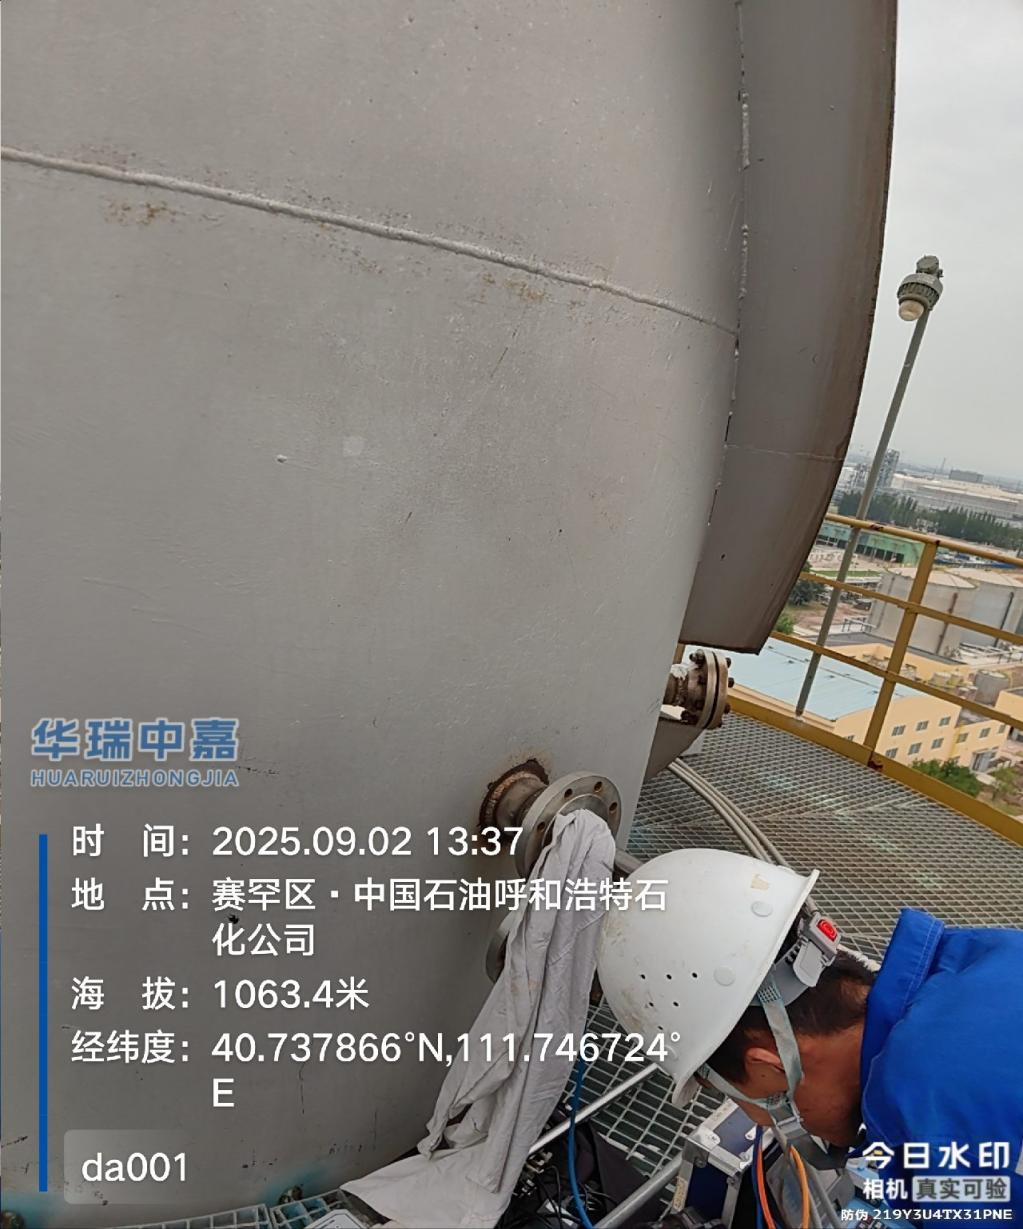 华瑞中嘉
HUARUIZHONGJIA
时 间：2025.09.02 13:37
地 点：赛罕区·中国石油呼和浩特石
化公司
海 拔：1063.4米
经纬度：40.737866°N,111.746724°
E
da001
今日水印
相机 真实可验
防伪 219Y3U4TX31PNE